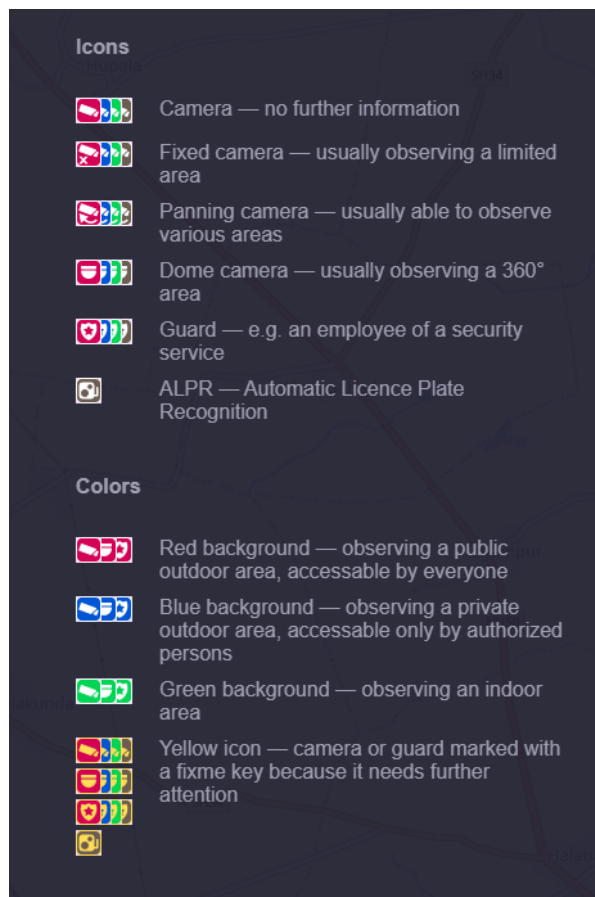 Icons
Hupala
SH34
Camera — no further information
Fixed camera — usually observing a limited
area
Panning camera — usually able to observe
various areas
Dome camera — usually observing a 360°
area
Guard — e.g. an employee of a security
service
ALPR — Automatic Licence Plate
Recognition
Colors
Red background — observing a public
outdoor area, accessable by everyone
Blue background — observing a private
outdoor area, accessable only by authorized
persons
Green background — observing an indoor
area
Yellow icon — camera or guard marked with
a fixme key because it needs further
attention